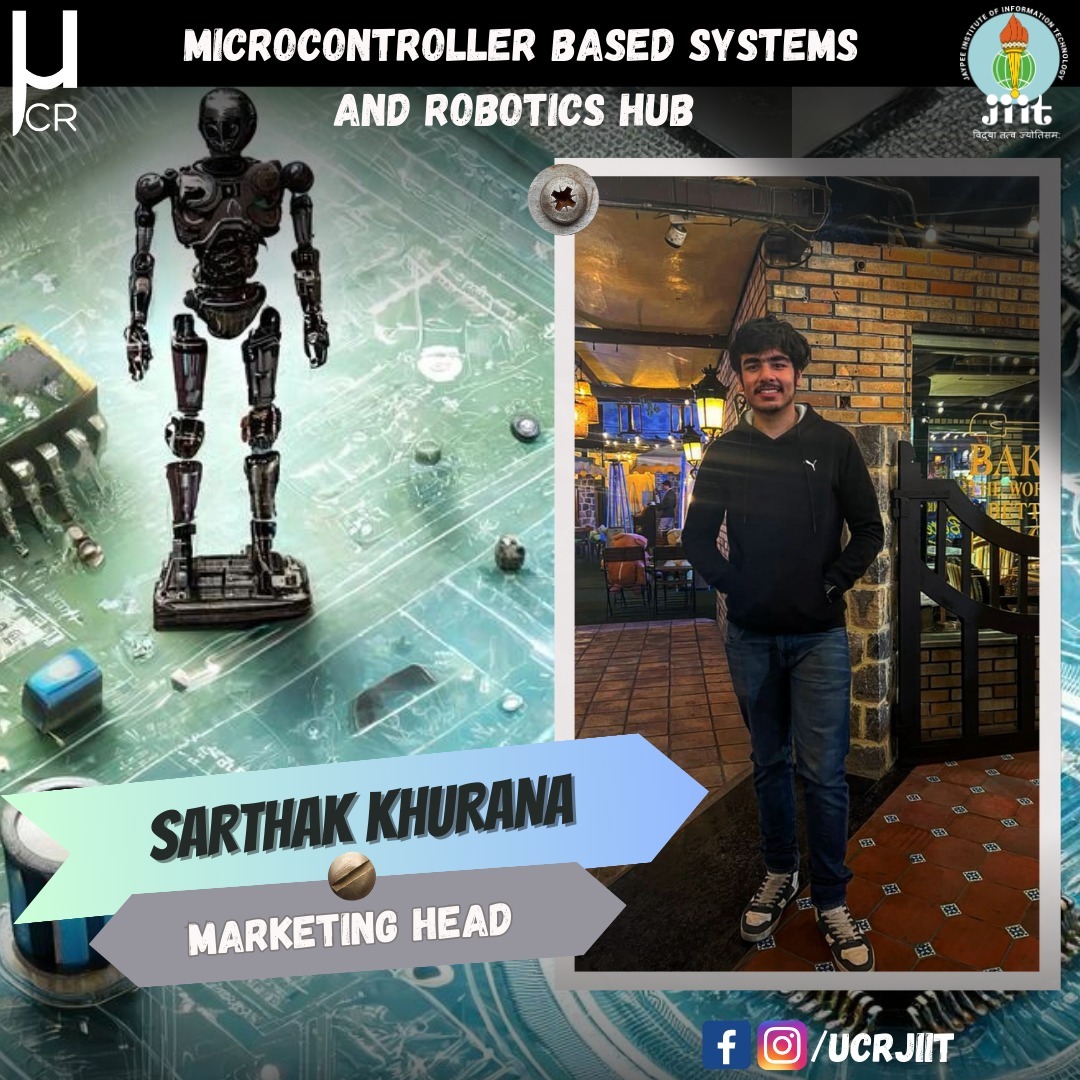 µCR
MICROCONTROLLER BASED SYSTEMS
AND ROBOTICS HUB
JAYPEE INSTITUTE OF INFORMATION TECHNOLOGY
jiit
विद्या तत्व ज्योतिसमः
SARTHAK KHURANA
MARKETING HEAD
/UCRJIIT